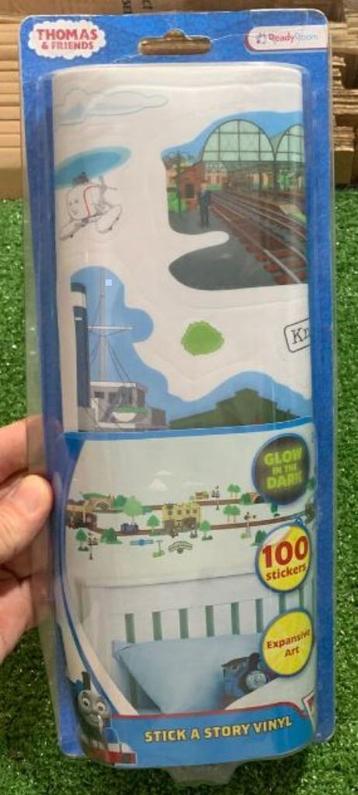 THOMAS
& FRIENDS
ReadyRoom
GLOW
IN THE
DARK
100
stickers
Expansive
Art
STICK A STORY VINYL